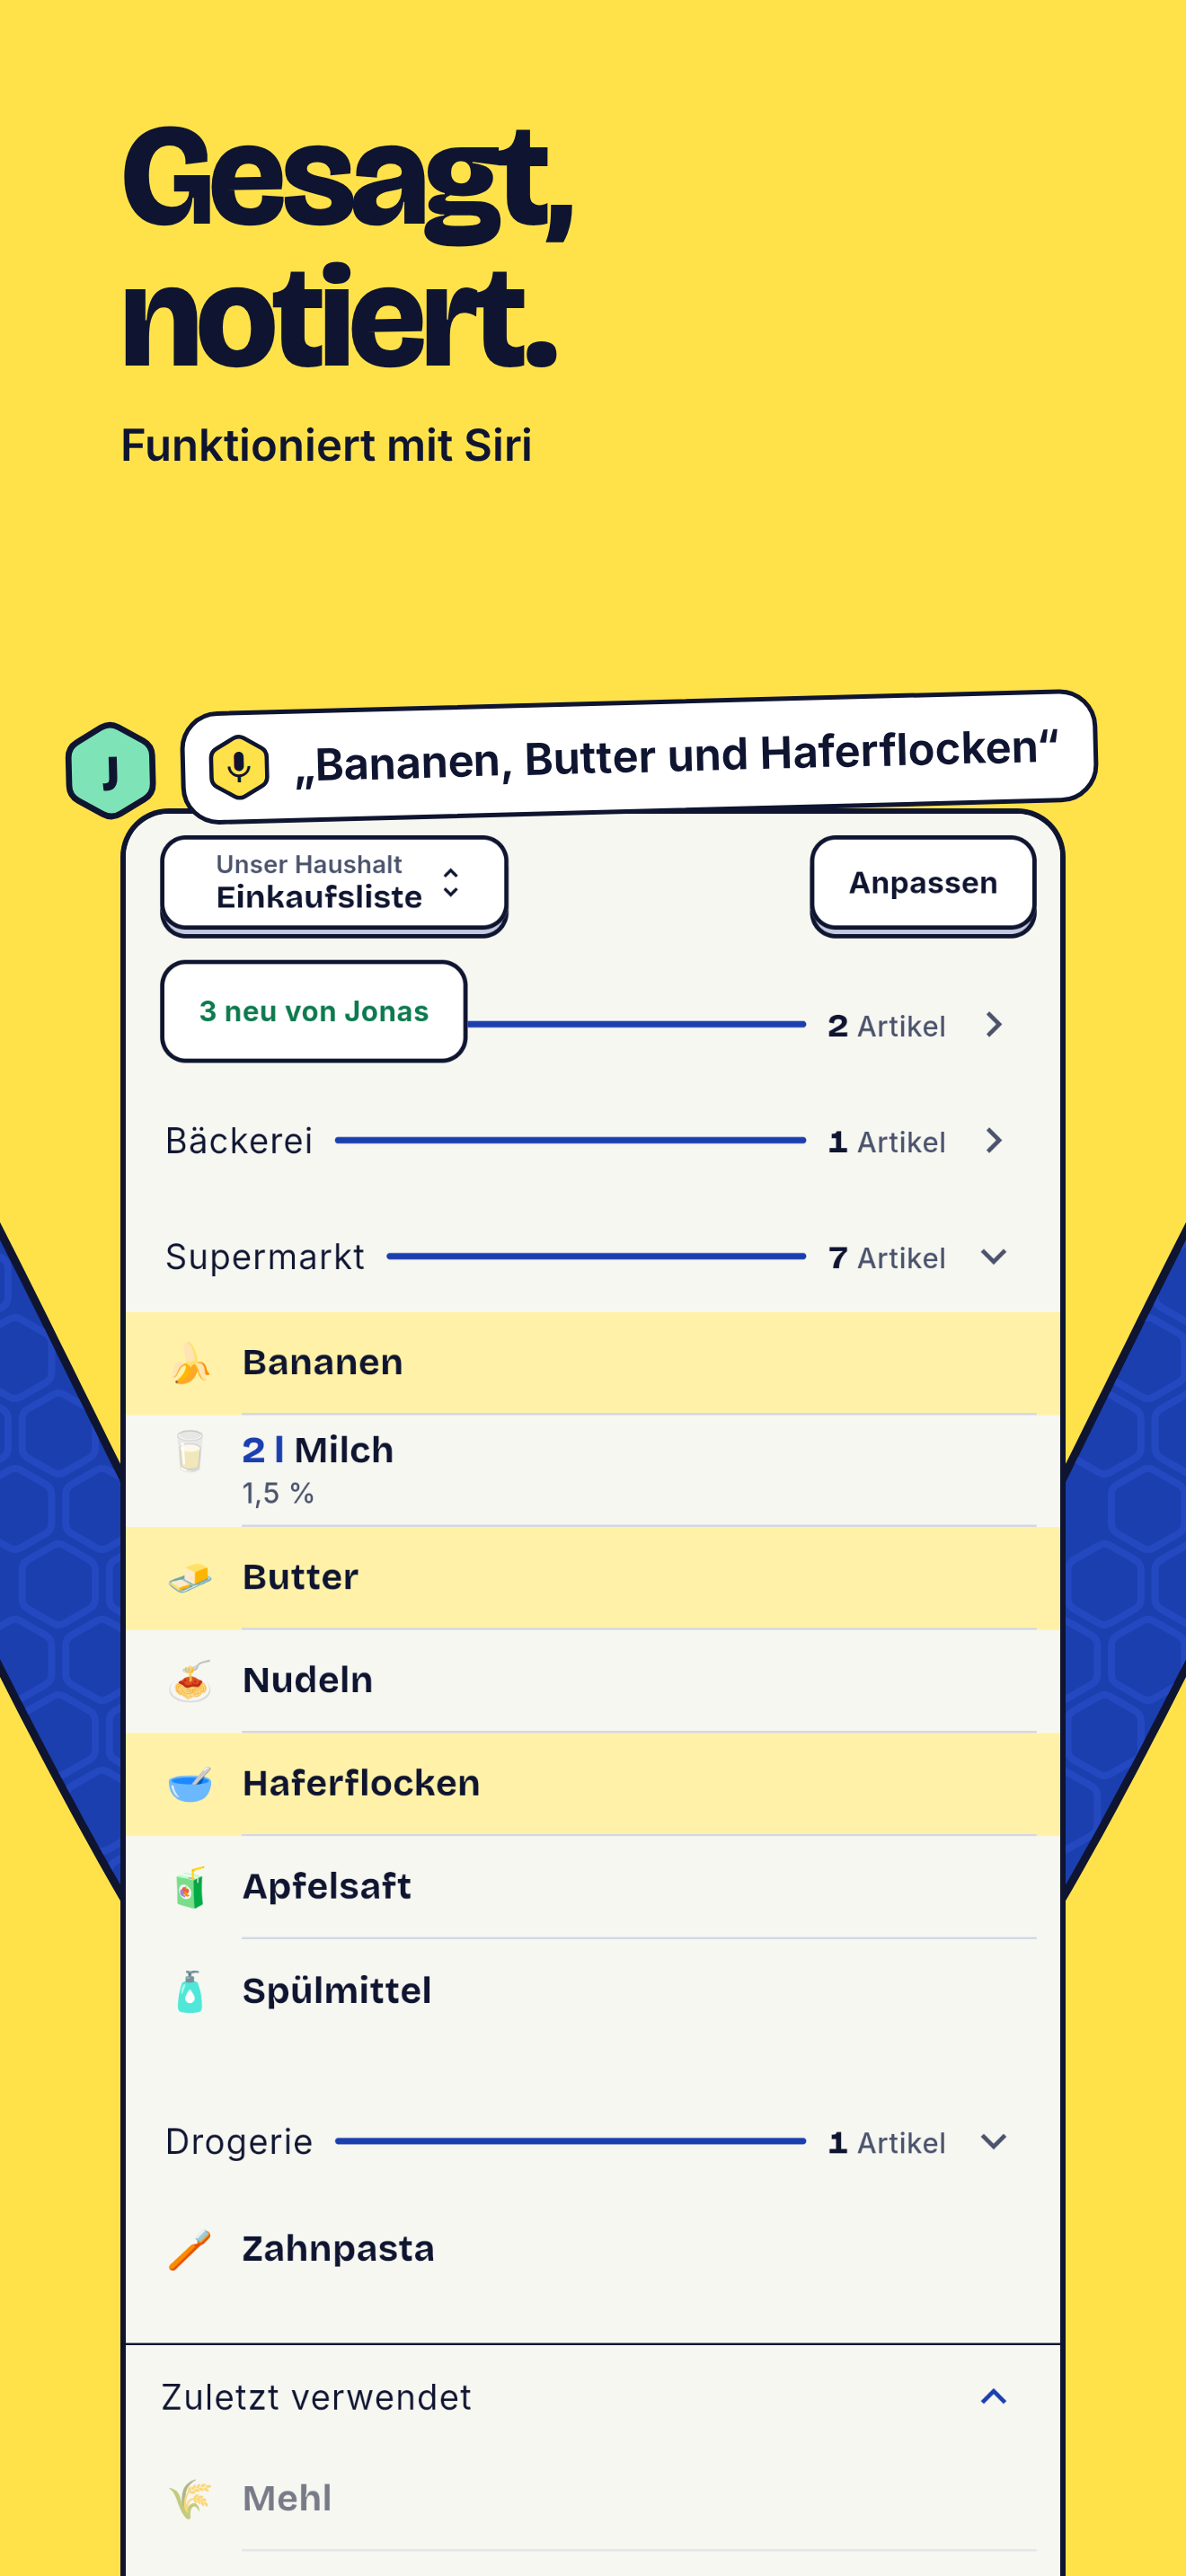 Gesagt,
notiert.
Funktioniert mit Siri
J
„Bananen, Butter und Haferflocken“
Unser Haushalt
Einkaufsliste
Anpassen
3 neu von Jonas
2 Artikel
Bäckerei
1 Artikel
Supermarkt
7 Artikel
Bananen
2 l Milch
1,5 %
Butter
Nudeln
Haferflocken
Apfelsaft
Spülmittel
Drogerie
1 Artikel
Zahnpasta
Zuletzt verwendet
Mehl